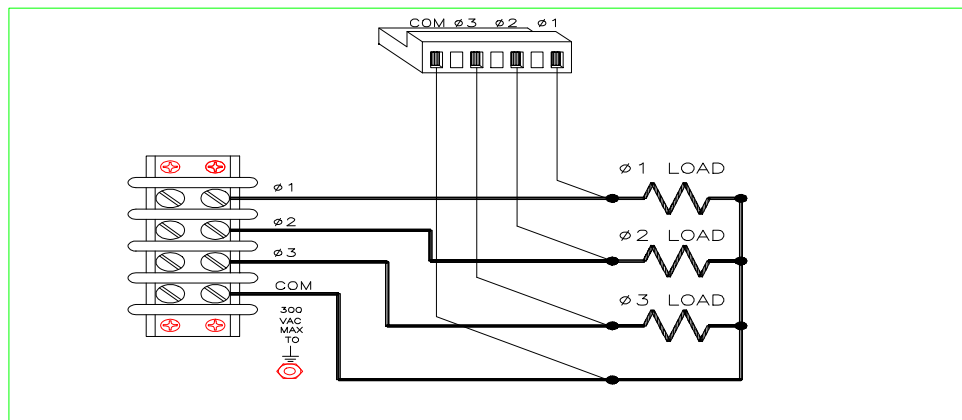 COM ø3 ø2 ø1
ø1 LOAD
ø1
ø2
ø2 LOAD
ø3
COM
ø3 LOAD
300
VAC
MAX
TO